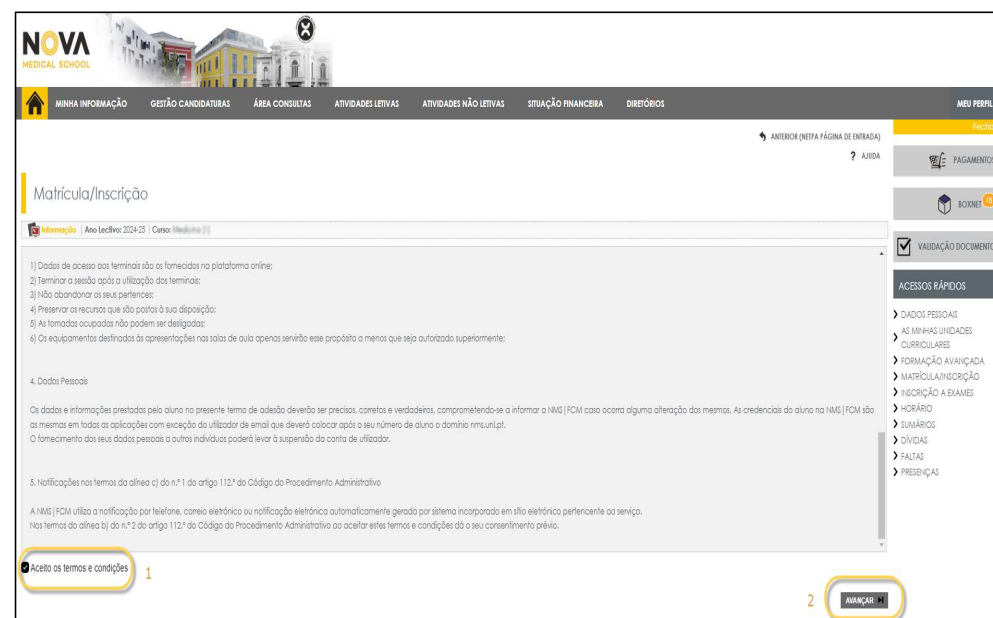 NOVA
MEDICAL SCHOOL
MINHA INFORMAÇÃO GESTÃO CANDIDATURAS ÁREA CONSULTAS ATIVIDADES LETIVAS ATIVIDADES NÃO LETIVAS SITUAÇÃO FINANCEIRA DIRETÓRIOS MEU PERFIL
Fecha
ANTERIOR (NETPA PÁGINA DE ENTRADA)
? AJUDA
PAGAMENTOS
BOXNET 18
VALIDAÇÃO DOCUMENTO
Matrícula/Inscrição
Informação | Ano Lectivo: 2024-25 | Curso: Medicina (1)
1) Dados de acesso aos terminais são os fornecidos na plataforma online;
2) Terminar a sessão após a utilização dos terminais;
3) Não abandonar os seus pertences;
4) Preservar os recursos que são postos à sua disposição;
5) As tomadas ocupadas não podem ser desligadas;
6) Os equipamentos destinados às apresentações nas salas de aula apenas servirão esse propósito a menos que seja autorizado superiormente;
4. Dados Pessoais
Os dados e informações prestadas pelo aluno no presente termo de adesão deverão ser precisos, corretos e verdadeiros, comprometendo-se a informar a NMS|FCM caso ocorra alguma alteração dos mesmos. As credenciais do aluno na NMS|FCM são
as mesmas em todas as aplicações com exceção do utilizador de email que deverá colocar após o seu número de aluno o domínio nms.unl.pt.
O fornecimento dos seus dados pessoais a outros indivíduos poderá levar à suspensão da conta de utilizador.
5. Notificações nos termos da alínea c) do n.º 1 do artigo 112.º do Código do Procedimento Administrativo
A NMS|FCM utiliza a notificação por telefone, correio eletrónico ou notificação eletrónica automaticamente gerada por sistema incorporado em sítio eletrónico pertencente ao serviço.
Nos termos do alínea b) do n.º 2 do artigo 112.º do Código do Procedimento Administrativo ao aceitar estes termos e condições dá o seu consentimento prévio.
Aceito os termos e condições
1
2
AVANÇAR
ACESSOS RÁPIDOS
DADOS PESSOAIS
AS MINHAS UNIDADES
CURRICULARES
FORMAÇÃO AVANÇADA
MATRÍCULA/INSCRIÇÃO
INSCRIÇÃO A EXAMES
HORÁRIO
SUMÁRIOS
DÍVIDAS
FALTAS
PRESENÇAS